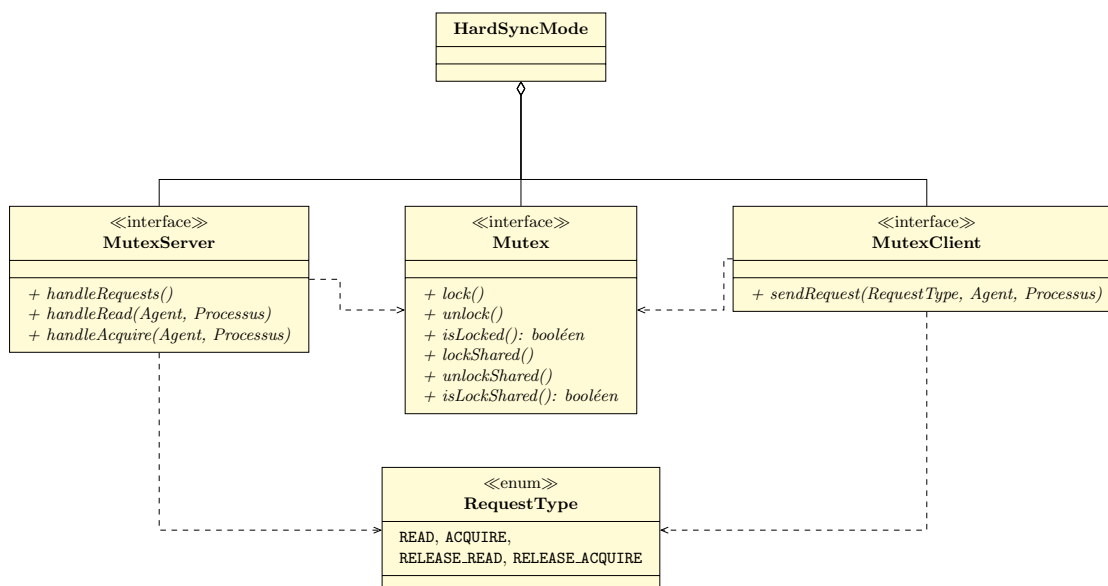 HardSyncMode
≪interface≫
MutexServer
+ handleRequests()
+ handleRead(Agent, Processus)
+ handleAcquire(Agent, Processus)
≪interface≫
Mutex
+ lock()
+ unlock()
+ isLocked(): booléen
+ lockShared()
+ unlockShared()
+ isLockShared(): booléen
≪interface≫
MutexClient
+ sendRequest(RequestType, Agent, Processus)
≪enum≫
RequestType
READ, ACQUIRE,
RELEASE_READ, RELEASE_ACQUIRE